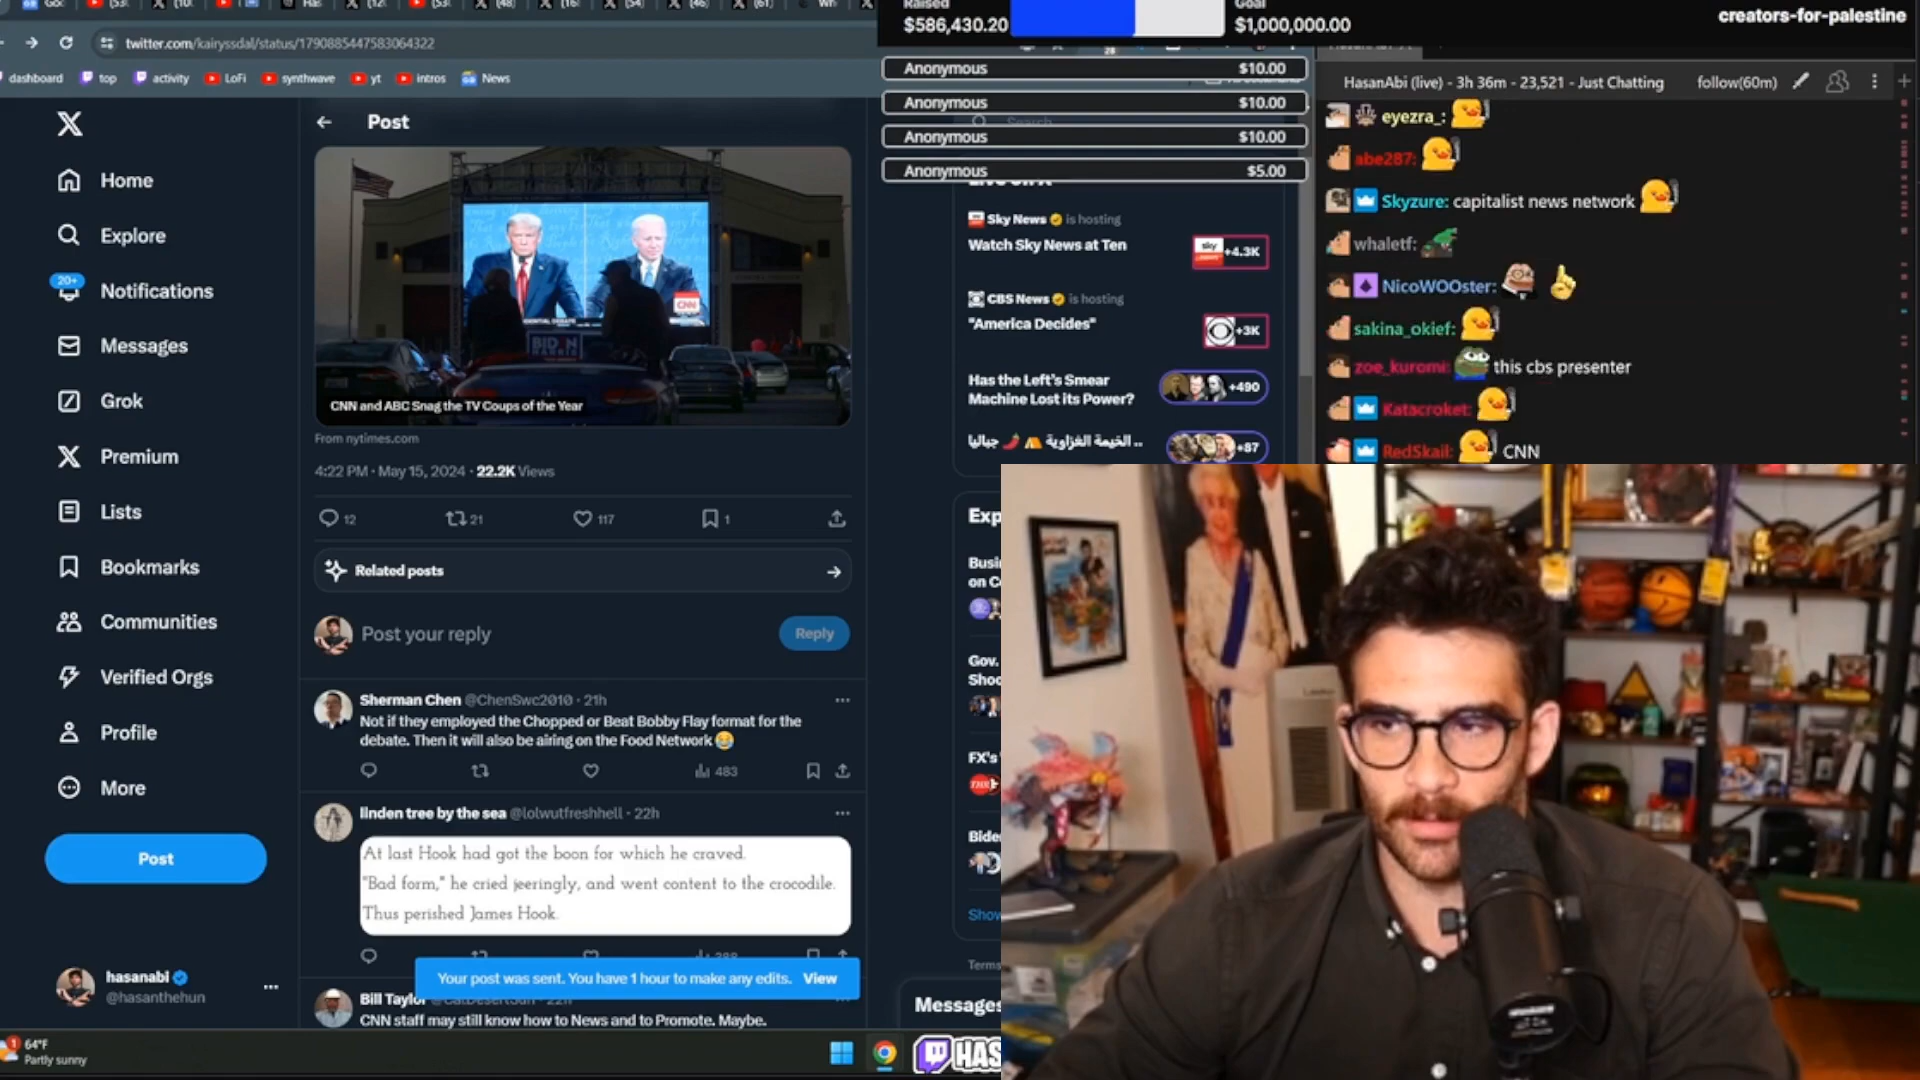 twitter.com/kairyssdal/status/1790885447583064322
dashboard
top
activity
LoFi
synthwave
yt
intros
News
Home
Explore
20+
Notifications
Messages
Grok
Premium
Lists
Bookmarks
Communities
Verified Orgs
Profile
More
Post
hasanabi
@hasanthehun
Post
CNN
CNN and ABC Snag the TV Coups of the Year
From nytimes.com
4:22 PM · May 15, 2024 · 22.2K Views
12
21
117
1
Related posts
Post your reply
Reply
Sherman Chen @ChenSwc2010 · 21h
Not if they employed the Chopped or Beat Bobby Flay format for the
debate. Then it will also be airing on the Food Network 😂
483
linden tree by the sea @lolwutfreshhell · 22h
At last Hook had got the boon for which he craved.
"Bad form," he cried jeeringly, and went content to the crocodile.
Thus perished James Hook.
Your post was sent. You have 1 hour to make any edits. View
Bill Taylor
CNN staff may still know how to News and to Promote. Maybe.
Raised
$586,430.20
Goal
$1,000,000.00
creators-for-palestine
Anonymous $10.00
Anonymous $10.00
Anonymous $10.00
Anonymous $5.00
Search
Sky News is hosting
Watch Sky News at Ten
sky
+4.3K
CBS News is hosting
"America Decides"
+3K
Has the Left's Smear
Machine Lost its Power?
+490
.. الخيمة الغزاوية جباليا
+87
Gov.
FX's
Messages
HasanAbi (live) - 3h 36m - 23,521 - Just Chatting
follow(60m)
eyezra_:
abe287:
Skyzure: capitalist news network
whaletf:
NicoWOOster:
sakina_okief:
zoe_kuromi: this cbs presenter
Katacroket:
RedSkail: CNN
64°F
Partly sunny
HAS